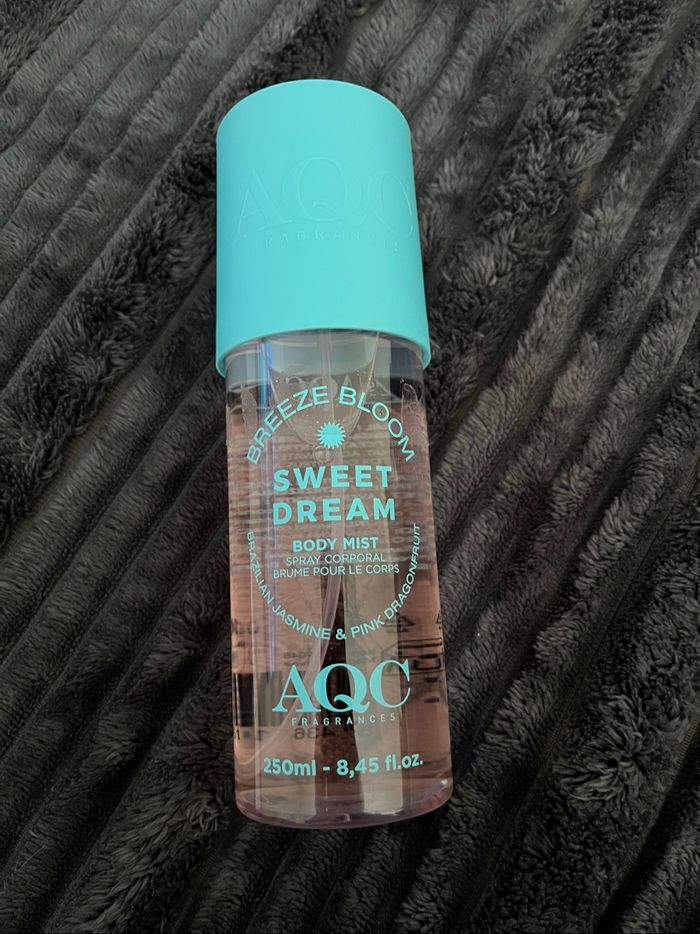 AQC
FRAGRANCES
BREEZE BLOOM
SWEET
DREAM
BODY MIST
SPRAY CORPORAL
BRUME POUR LE CORPS
BRAZILIAN JASMINE & PINK DRAGONFRUIT
AQC
FRAGRANCES
250ml - 8,45 fl.oz.